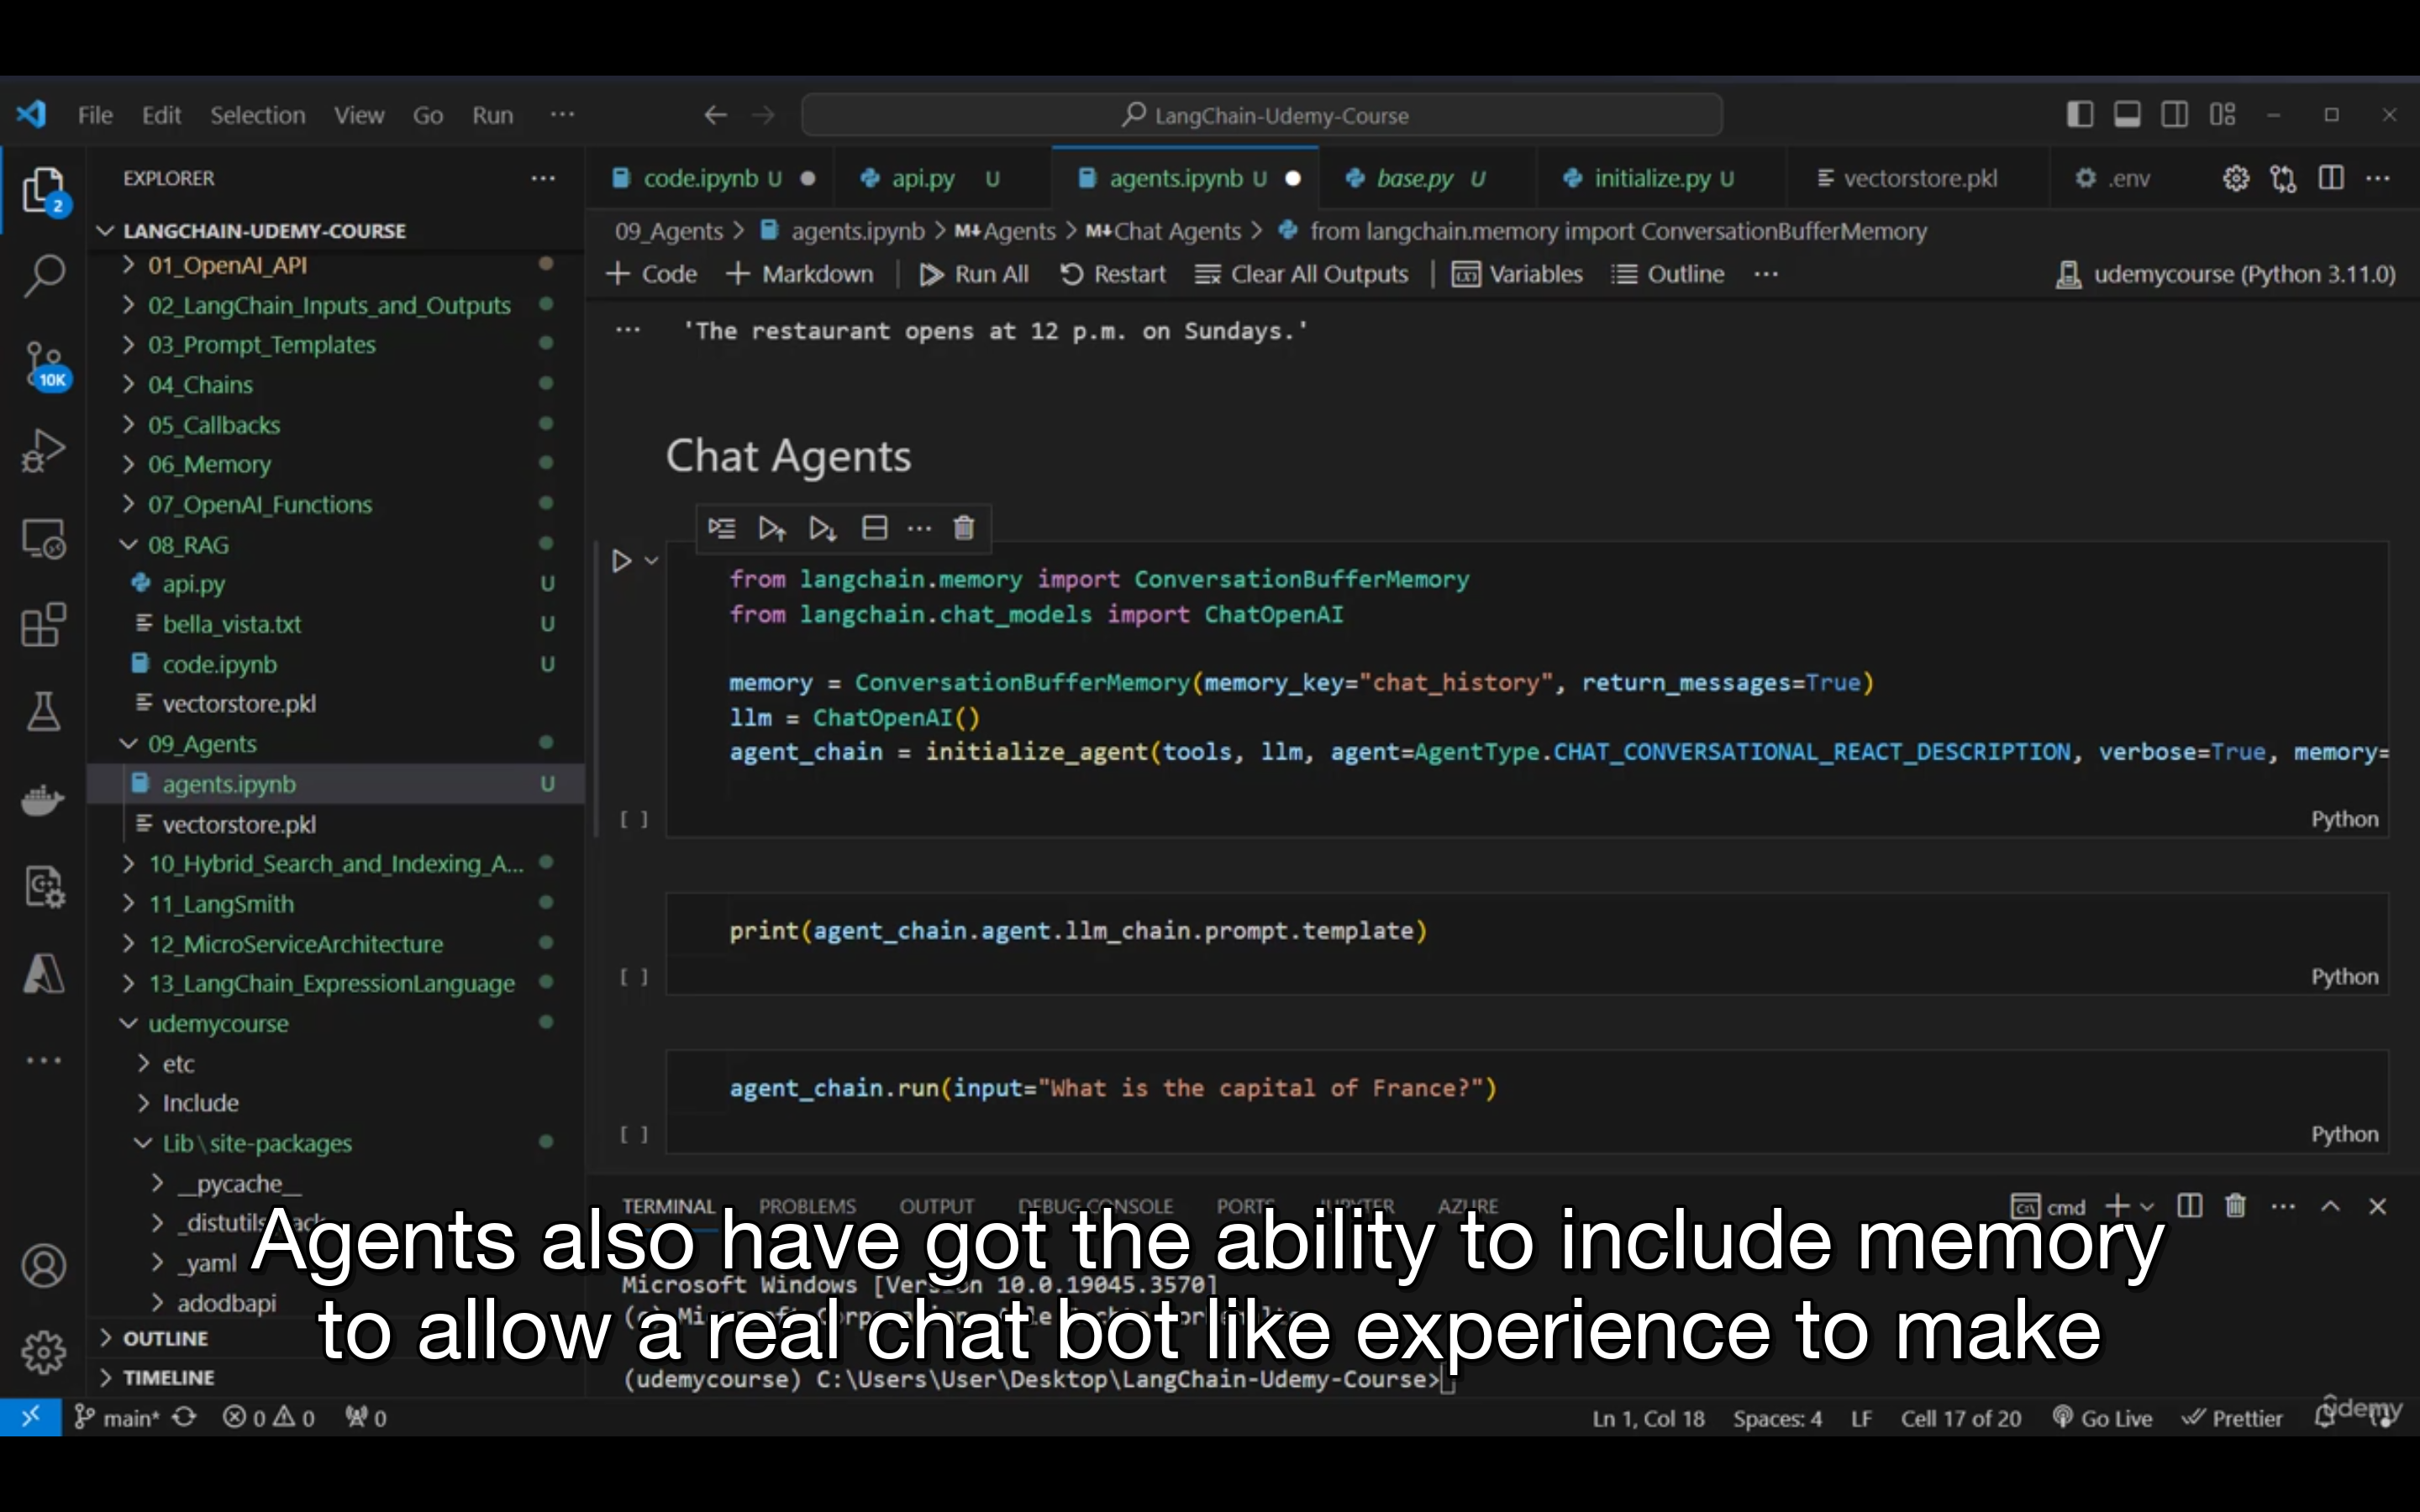 File Edit Selection View Go Run ···
LangChain-Udemy-Course
EXPLORER
2
10K
LANGCHAIN-UDEMY-COURSE
01_OpenAI_API
02_LangChain_Inputs_and_Outputs
03_Prompt_Templates
04_Chains
05_Callbacks
06_Memory
07_OpenAI_Functions
08_RAG
api.py U
bella_vista.txt U
code.ipynb U
vectorstore.pkl
09_Agents
agents.ipynb U
vectorstore.pkl
10_Hybrid_Search_and_Indexing_A...
11_LangSmith
12_MicroServiceArchitecture
13_LangChain_ExpressionLanguage
udemycourse
etc
Include
Lib\site-packages
__pycache__
_yaml
adodbapi
OUTLINE
TIMELINE
code.ipynb U api.py U agents.ipynb U base.py U initialize.py U vectorstore.pkl .env
09_Agents > agents.ipynb > M↓Agents > M↓Chat Agents > from langchain.memory import ConversationBufferMemory
+ Code + Markdown Run All Restart Clear All Outputs Variables Outline ··· udemycourse (Python 3.11.0)
··· 'The restaurant opens at 12 p.m. on Sundays.'
Chat Agents
from langchain.memory import ConversationBufferMemory
from langchain.chat_models import ChatOpenAI
memory = ConversationBufferMemory(memory_key="chat_history", return_messages=True)
llm = ChatOpenAI()
agent_chain = initialize_agent(tools, llm, agent=AgentType.CHAT_CONVERSATIONAL_REACT_DESCRIPTION, verbose=True, memory=
[ ] Python
print(agent_chain.agent.llm_chain.prompt.template)
[ ] Python
agent_chain.run(input="What is the capital of France?")
[ ] Python
TERMINAL PROBLEMS OUTPUT DEBUG CONSOLE PORTS JUPYTER AZURE
cmd
Agents also have got the ability to include memory
Microsoft Windows [Version 10.0.19045.3570]
to allow a real chat bot like experience to make
(udemycourse) C:\Users\User\Desktop\LangChain-Udemy-Course>
main* 0 0 0
Ln 1, Col 18 Spaces: 4 LF Cell 17 of 20 Go Live Prettier
udemy